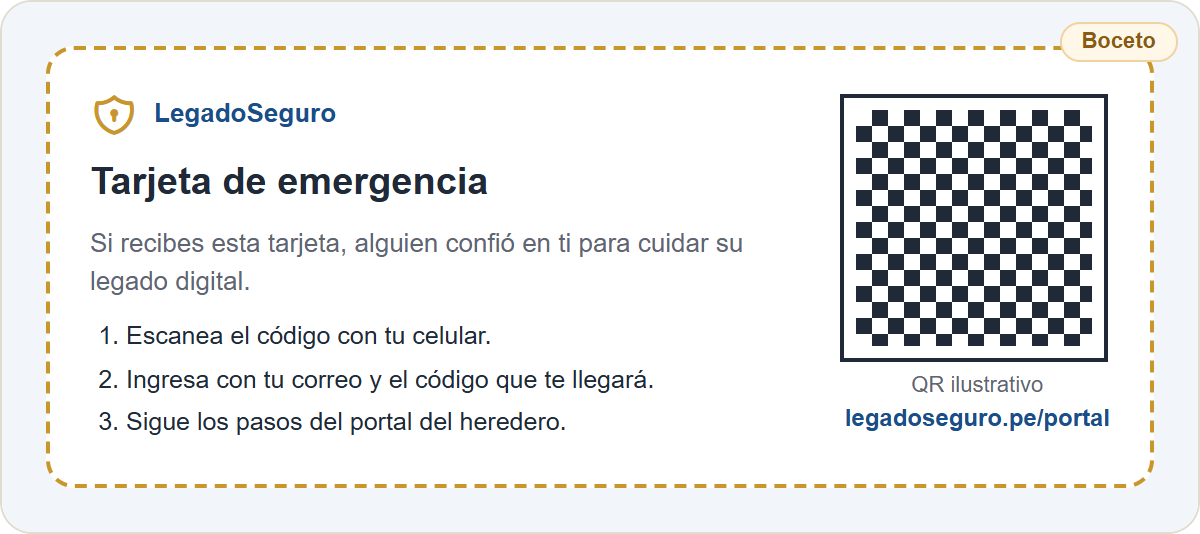 Boceto
LegadoSeguro
Tarjeta de emergencia
Si recibes esta tarjeta, alguien confió en ti para cuidar su
legado digital.
1. Escanea el código con tu celular.
2. Ingresa con tu correo y el código que te llegará.
3. Sigue los pasos del portal del heredero.
QR ilustrativo
legadoseguro.pe/portal